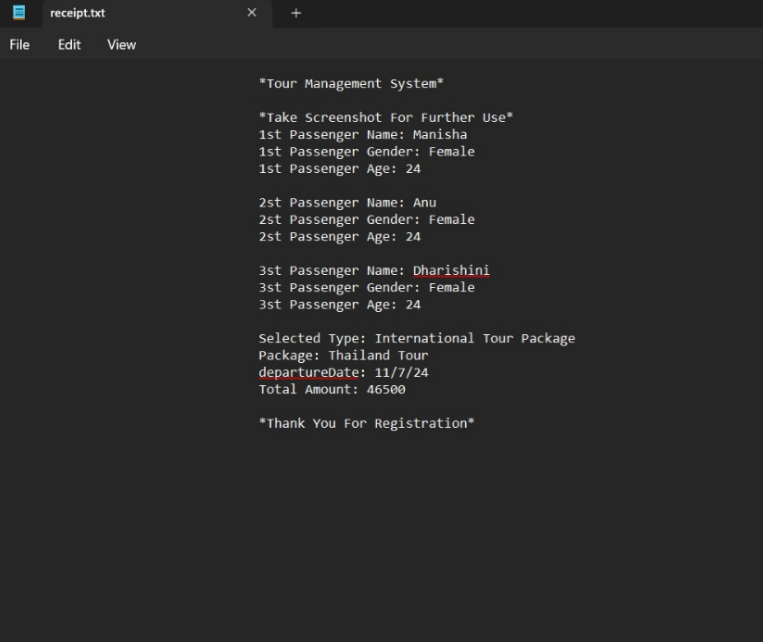 receipt.txt
File Edit View
*Tour Management System*
*Take Screenshot For Further Use*
1st Passenger Name: Manisha
1st Passenger Gender: Female
1st Passenger Age: 24
2st Passenger Name: Anu
2st Passenger Gender: Female
2st Passenger Age: 24
3st Passenger Name: Dharishini
3st Passenger Gender: Female
3st Passenger Age: 24
Selected Type: International Tour Package
Package: Thailand Tour
departureDate: 11/7/24
Total Amount: 46500
*Thank You For Registration*